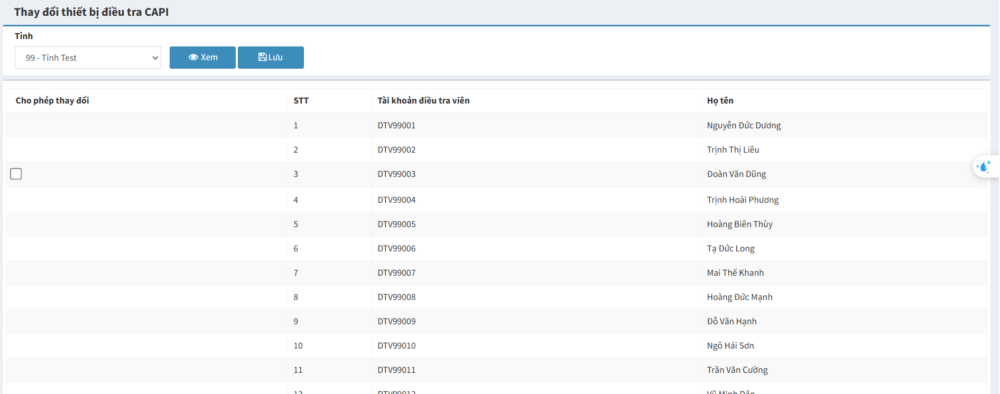 Thay đổi thiết bị điều tra CAPI
Tỉnh
99 - Tỉnh Test Xem Lưu
Cho phép thay đổi STT Tài khoản điều tra viên Họ tên
1 DTV99001 Nguyễn Đức Dương
2 DTV99002 Trịnh Thị Liêu
3 DTV99003 Đoàn Văn Dũng
4 DTV99004 Trịnh Hoài Phương
5 DTV99005 Hoàng Biên Thùy
6 DTV99006 Tạ Đức Long
7 DTV99007 Mai Thế Khanh
8 DTV99008 Hoàng Đức Mạnh
9 DTV99009 Đỗ Văn Hạnh
10 DTV99010 Ngô Hải Sơn
11 DTV99011 Trần Văn Cường
12 DTV99012 Vũ Minh